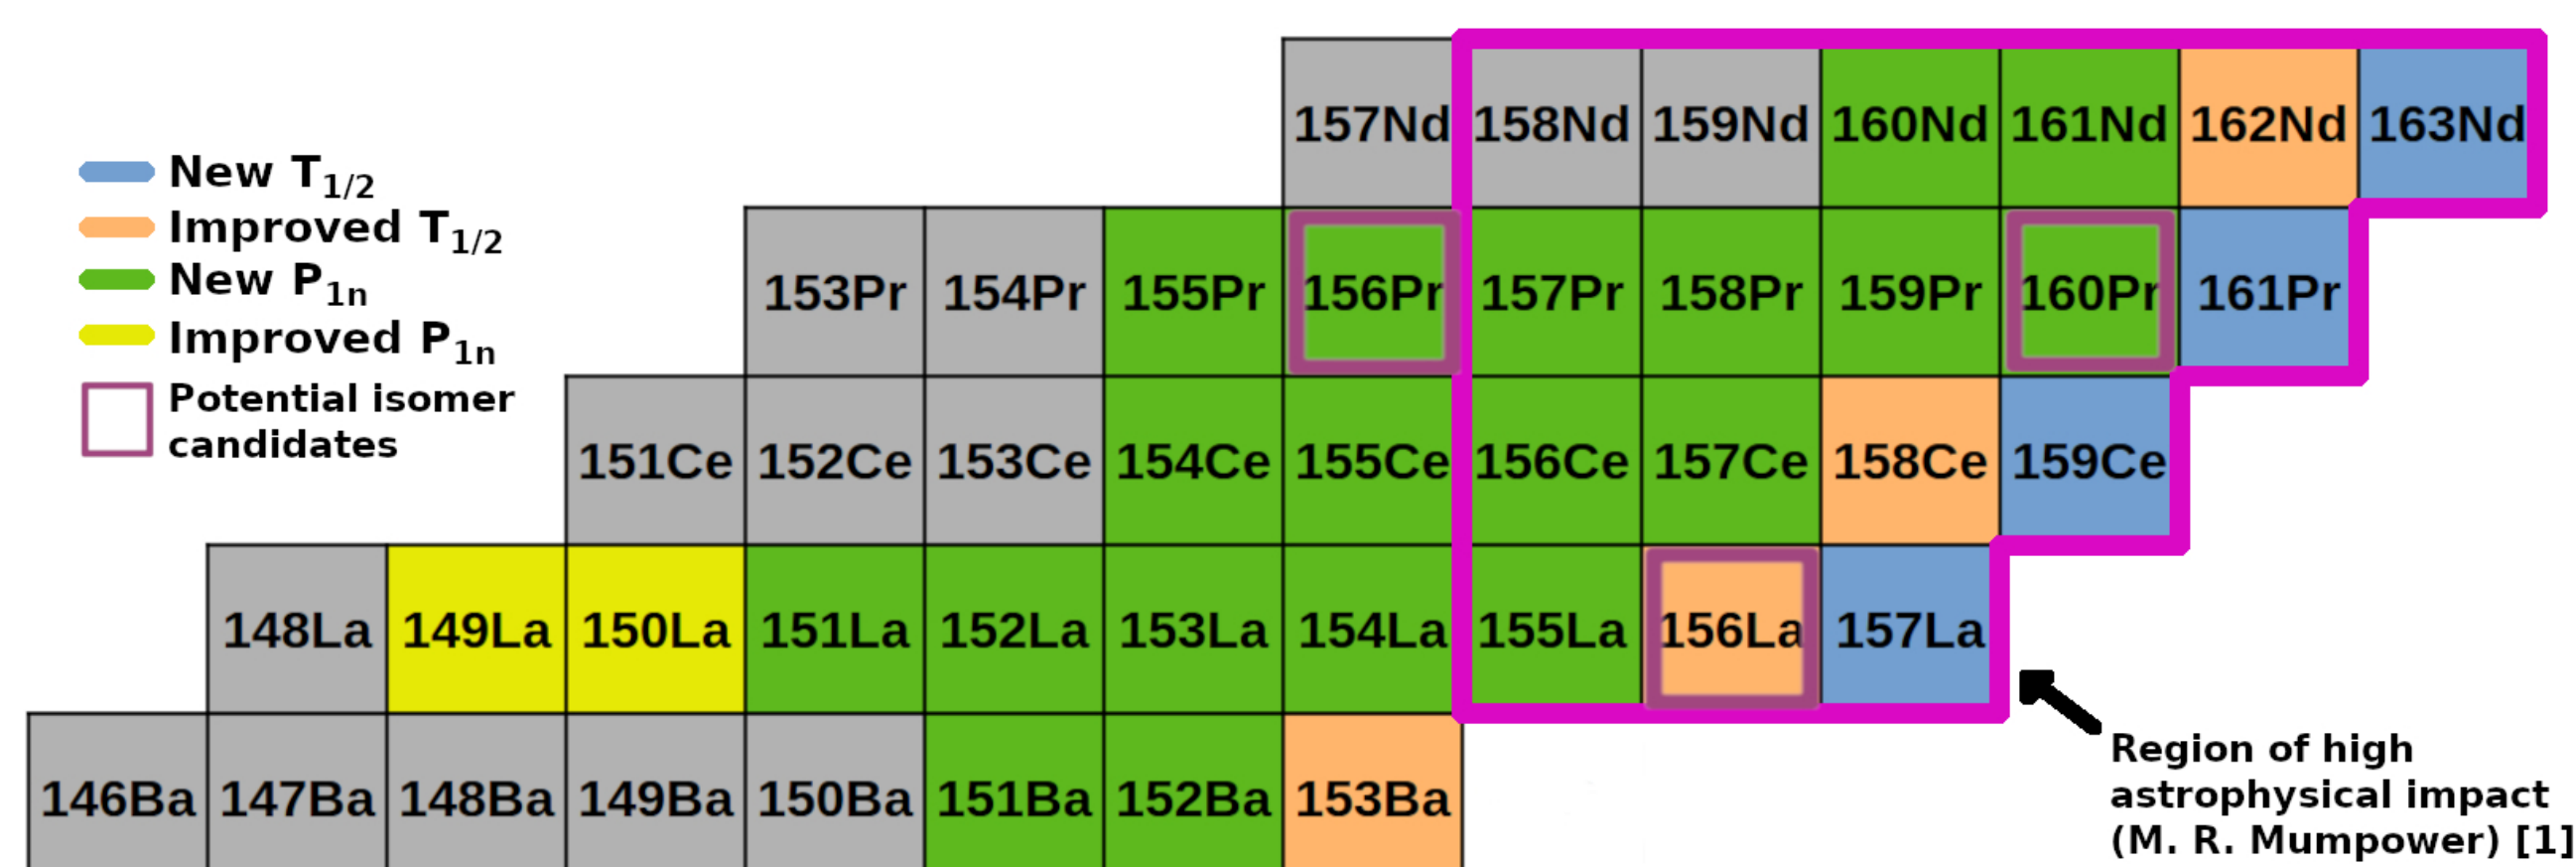 157Nd 158Nd 159Nd 160Nd 161Nd 162Nd 163Nd
New T1/2
Improved T1/2
New P1n
Improved P1n
Potential isomer
candidates
153Pr 154Pr 155Pr 156Pr 157Pr 158Pr 159Pr 160Pr 161Pr
151Ce 152Ce 153Ce 154Ce 155Ce 156Ce 157Ce 158Ce 159Ce
148La 149La 150La 151La 152La 153La 154La 155La 156La 157La
146Ba 147Ba 148Ba 149Ba 150Ba 151Ba 152Ba 153Ba
Region of high
astrophysical impact
(M. R. Mumpower) [1]